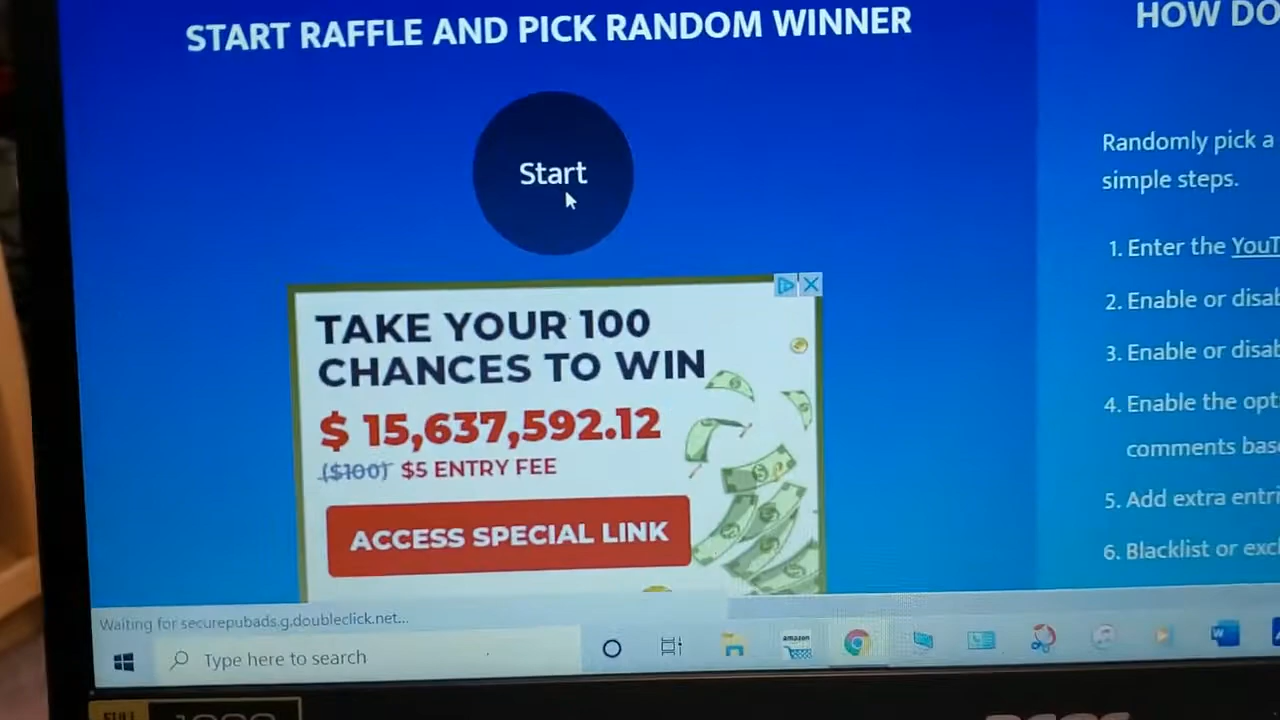 START RAFFLE AND PICK RANDOM WINNER
Start
TAKE YOUR 100
CHANCES TO WIN
$ 15,637,592.12
($100) $5 ENTRY FEE
ACCESS SPECIAL LINK
HOW DO
Randomly pick a
simple steps.
1. Enter the YouT
2. Enable or disab
3. Enable or disab
4. Enable the opt
comments base
5. Add extra entri
6. Blacklist or exc
Waiting for securepubads.g.doubleclick.net...
Type here to search
amazon
FULL